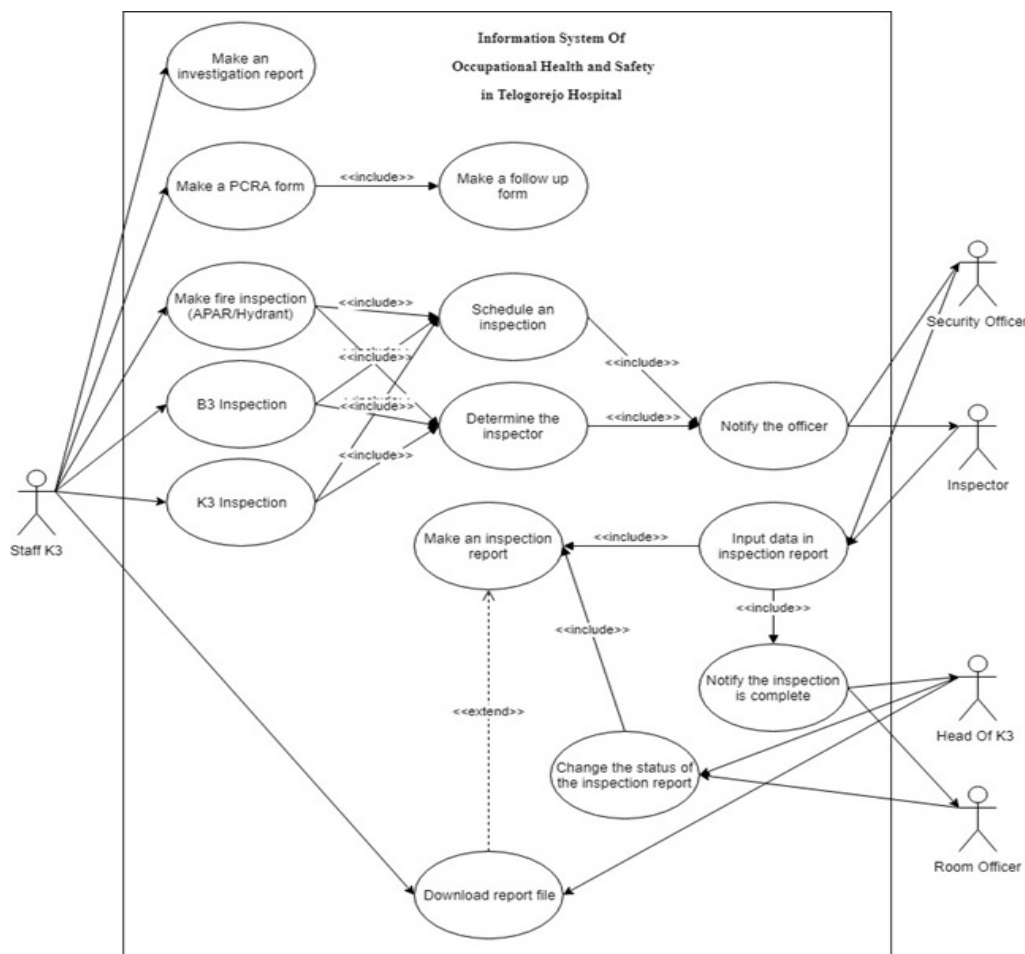 Information System Of
Occupational Health and Safety
in Telogorejo Hospital
Make an
investigation report
Make a PCRA form
<<include>>
Make a follow up
form
Make fire inspection
(APAR/Hydrant)
<<include>>
Schedule an
inspection
Security Officer
<<include>>
<<include>>
B3 Inspection
<<include>>
Determine the
inspector
<<include>>
Notify the officer
<<include>>
K3 Inspection
Inspector
Staff K3
Make an inspection
report
<<include>>
Input data in
inspection report
<<include>>
<<include>>
Notify the inspection
is complete
<<extend>>
Head Of K3
Change the status of
the inspection report
Room Officer
Download report file